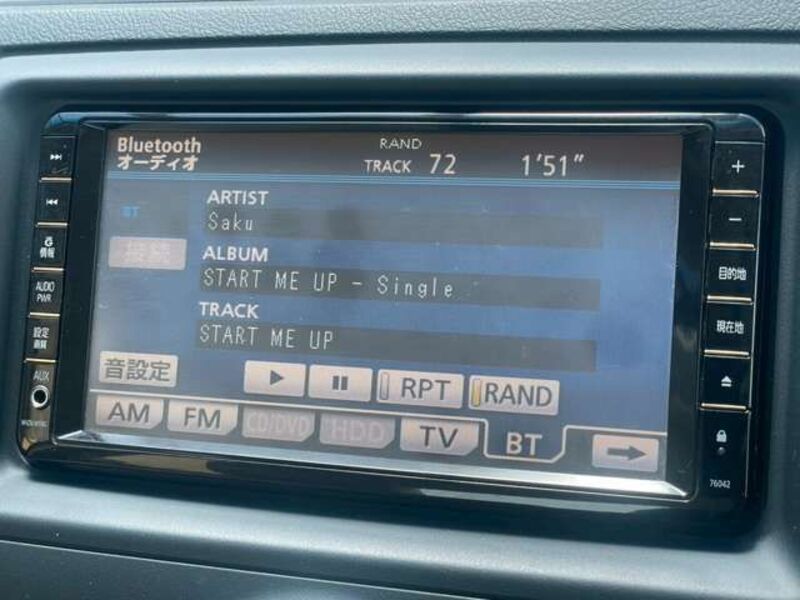 Bluetooth
オーディオ
RAND
TRACK 72 1'51"
ARTIST
Saku
BT
接続
ALBUM
START ME UP - Single
TRACK
START ME UP
音設定
RPT
RAND
AM
FM
CD/DVD
HDD
TV
BT
情報
AUDIO
PWR
設定
画質
AUX
+
−
目的地
現在地
76042